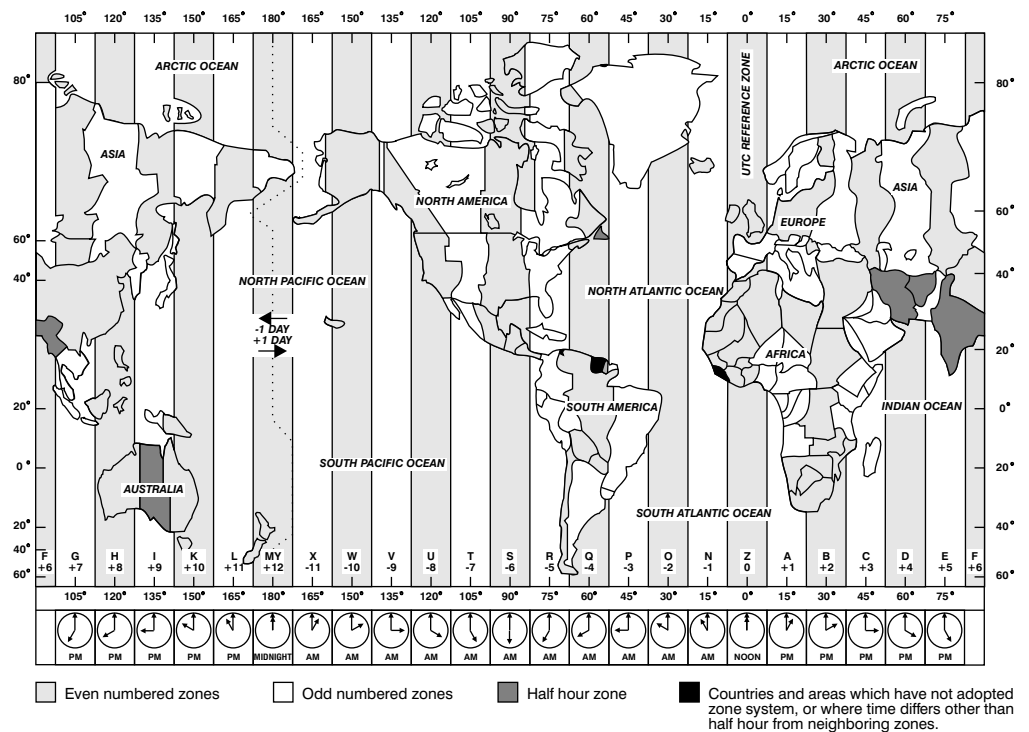 105° 120° 135° 150° 165° 180° 165° 150° 135° 120° 105° 90° 75° 60° 45° 30° 15° 0° 15° 30° 45° 60° 75°
ARCTIC OCEAN
UTC REFERENCE ZONE
ARCTIC OCEAN
80° 80°
ASIA
NORTH AMERICA
ASIA
EUROPE
60° 60°
40° 40°
NORTH PACIFIC OCEAN
NORTH ATLANTIC OCEAN
-1 DAY
+1 DAY
20°
AFRICA
20° 0°
SOUTH AMERICA
INDIAN OCEAN
0° 20°
SOUTH PACIFIC OCEAN
AUSTRALIA
SOUTH ATLANTIC OCEAN
20° 40°
40°
60° 60°
F G H I K L MY X W V U T S R Q P O N Z A B C D E F
+6 +7 +8 +9 +10 +11 +12 -11 -10 -9 -8 -7 -6 -5 -4 -3 -2 -1 0 +1 +2 +3 +4 +5 +6
105° 120° 135° 150° 165° 180° 165° 150° 135° 120° 105° 90° 75° 60° 45° 30° 15° 0° 15° 30° 45° 60° 75°
PM PM PM PM PM MIDNIGHT AM AM AM AM AM AM AM AM AM AM AM NOON PM PM PM PM PM
Even numbered zones
Odd numbered zones
Half hour zone
Countries and areas which have not adopted
zone system, or where time differs other than
half hour from neighboring zones.